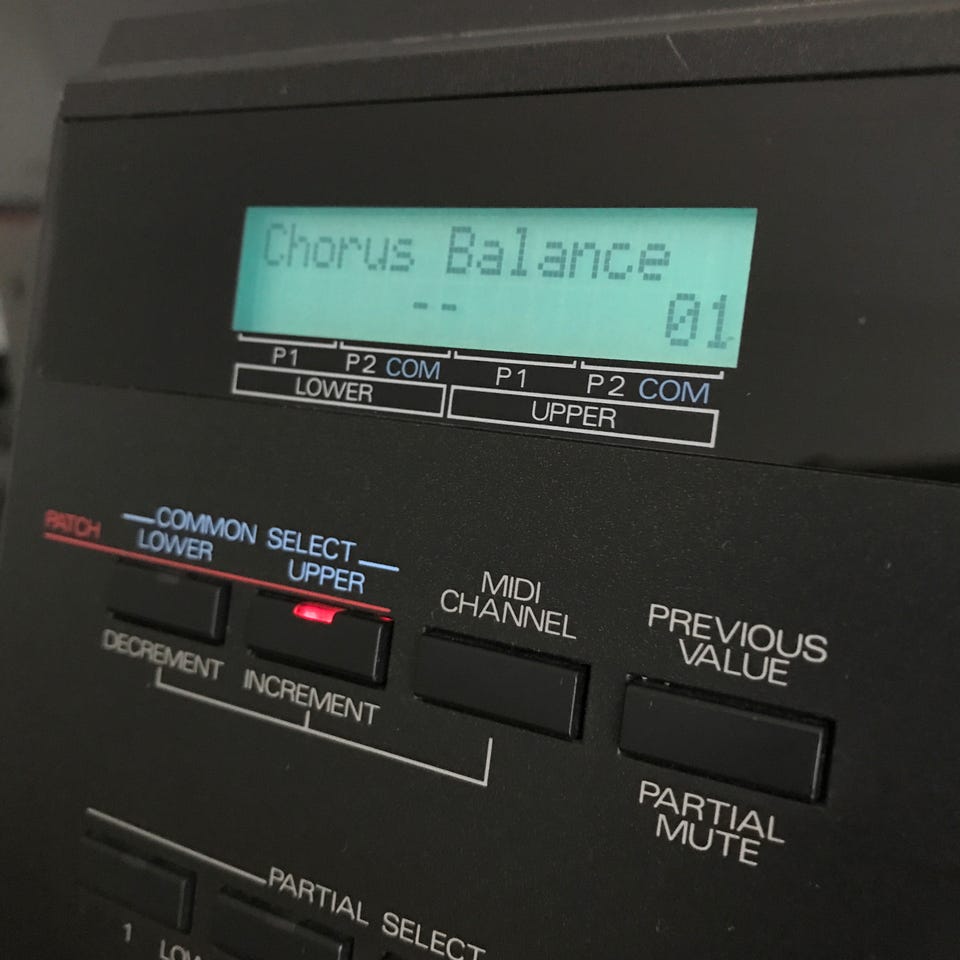 Chorus Balance
-- 01
P1 P2 COM P1 P2 COM
LOWER UPPER
PATCH COMMON SELECT
LOWER UPPER
DECREMENT INCREMENT
MIDI
CHANNEL
PREVIOUS
VALUE
PARTIAL
MUTE
PARTIAL SELECT
1